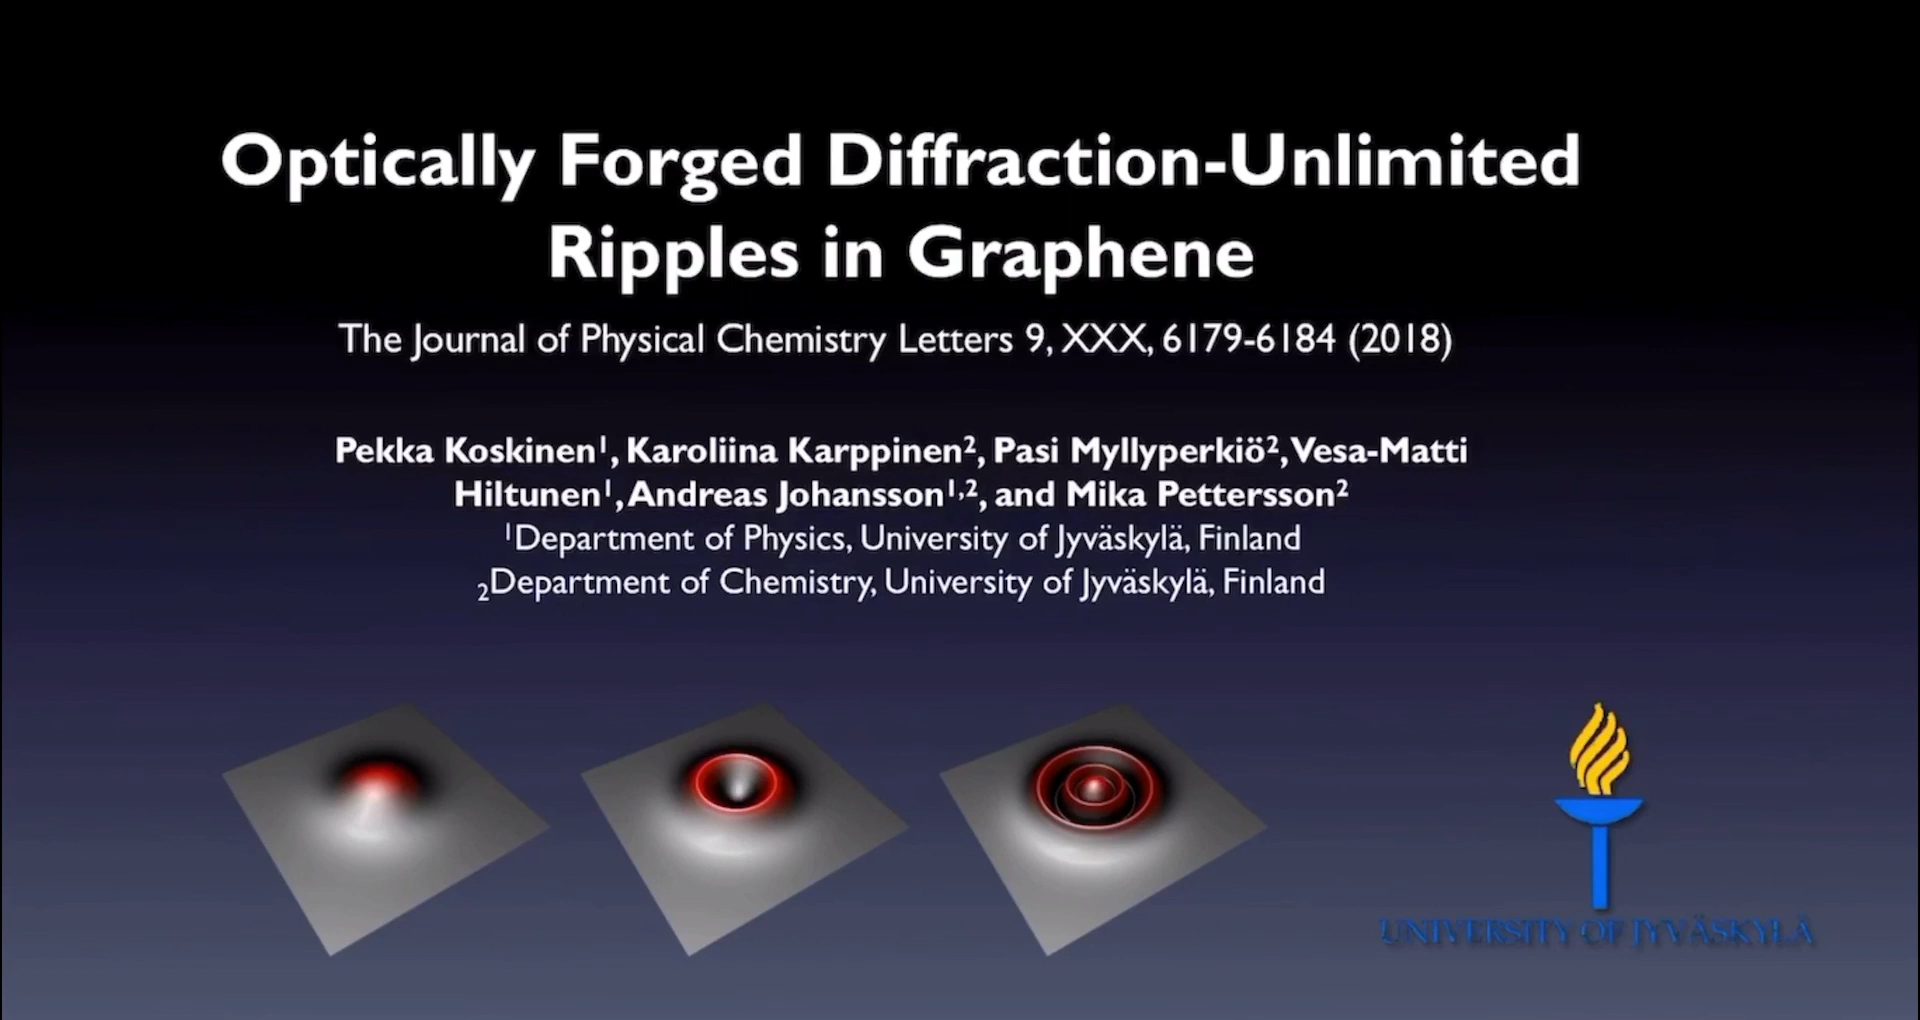 Optically Forged Diffraction-Unlimited
Ripples in Graphene
The Journal of Physical Chemistry Letters 9, XXX, 6179-6184 (2018)
Pekka Koskinen¹, Karoliina Karppinen², Pasi Myllyperkiö², Vesa-Matti
Hiltunen¹, Andreas Johansson¹,², and Mika Pettersson²
¹Department of Physics, University of Jyväskylä, Finland
₂Department of Chemistry, University of Jyväskylä, Finland
UNIVERSITY OF JYVÄSKYLÄ